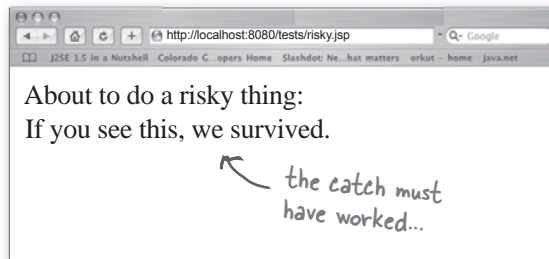 http://localhost:8080/tests/risky.jsp
Google
J2SE 1.5 in a Nutshell Colorado G...opers Home Slashdot: Ne...hat matters orkut - home java.net
About to do a risky thing:
If you see this, we survived.
the catch must
have worked...